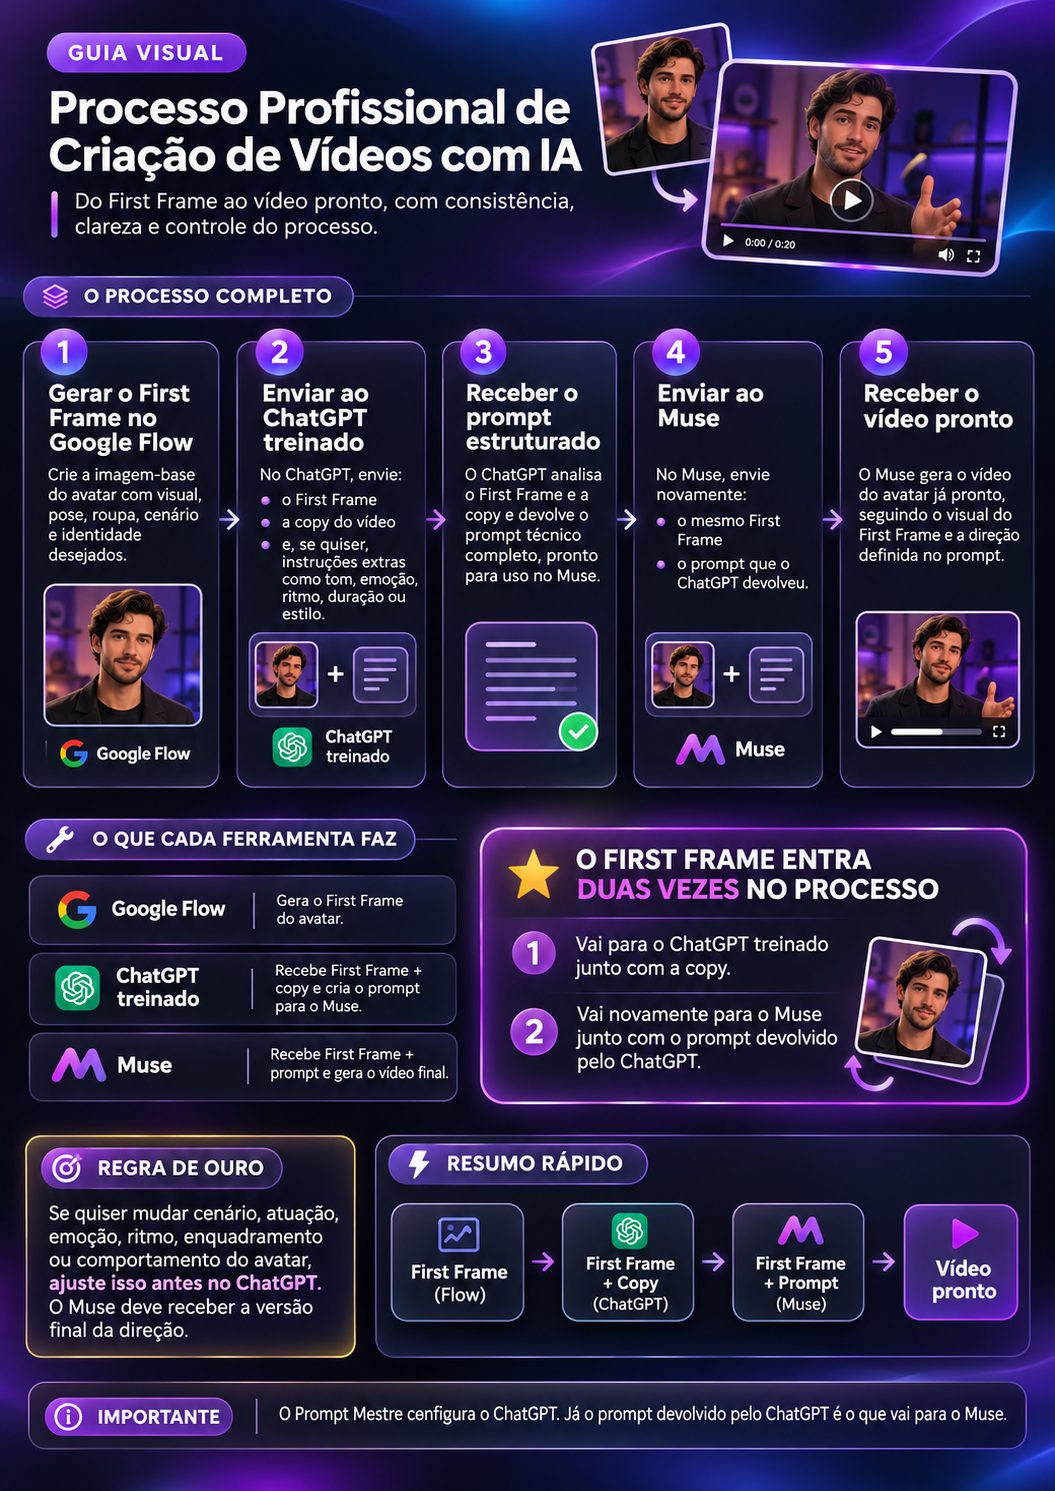 GUIA VISUAL
Processo Profissional de
Criação de Vídeos com IA
Do First Frame ao vídeo pronto, com consistência,
clareza e controle do processo.
0:00 / 0:20
O PROCESSO COMPLETO
1
Gerar o First
Frame no
Google Flow
Crie a imagem-base
do avatar com visual,
pose, roupa, cenário
e identidade
desejados.
Google Flow
2
Enviar ao
ChatGPT
treinado
No ChatGPT, envie:
o First Frame
a copy do vídeo
e, se quiser,
instruções extras
como tom, emoção,
ritmo, duração ou
estilo.
+
ChatGPT
treinado
3
Receber o
prompt
estruturado
O ChatGPT analisa
o First Frame e a
copy e devolve o
prompt técnico
completo, pronto
para uso no Muse.
4
Enviar ao
Muse
No Muse, envie
novamente:
o mesmo First
Frame
o prompt que o
ChatGPT devolveu.
+
Muse
5
Receber o
vídeo pronto
O Muse gera o vídeo
do avatar já pronto,
seguindo o visual do
First Frame e a direção
definida no prompt.
O QUE CADA FERRAMENTA FAZ
Google Flow
Gera o First Frame
do avatar.
ChatGPT
treinado
Recebe First Frame +
copy e cria o prompt
para o Muse.
Muse
Recebe First Frame +
prompt e gera o vídeo final.
O FIRST FRAME ENTRA
DUAS VEZES NO PROCESSO
1
Vai para o ChatGPT treinado
junto com a copy.
2
Vai novamente para o Muse
junto com o prompt devolvido
pelo ChatGPT.
REGRA DE OURO
Se quiser mudar cenário, atuação,
emoção, ritmo, enquadramento
ou comportamento do avatar,
ajuste isso antes no ChatGPT.
O Muse deve receber a versão
final da direção.
RESUMO RÁPIDO
First Frame
(Flow)
First Frame
+ Copy
(ChatGPT)
First Frame
+ Prompt
(Muse)
Vídeo
pronto
IMPORTANTE
O Prompt Mestre configura o ChatGPT. Já o prompt devolvido pelo ChatGPT é o que vai para o Muse.